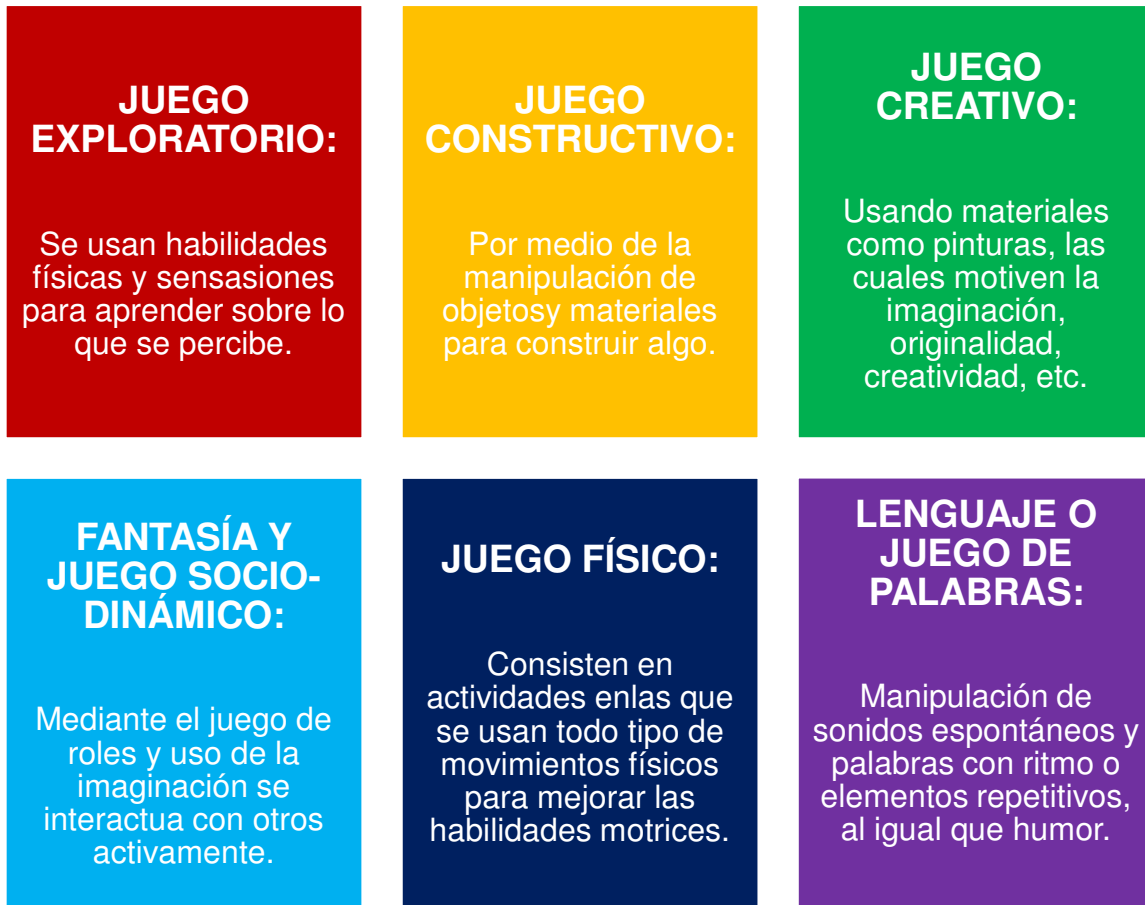 JUEGO
EXPLORATORIO:
Se usan habilidades
físicas y sensasiones
para aprender sobre lo
que se percibe.
JUEGO
CONSTRUCTIVO:
Por medio de la
manipulación de
objetosy materiales
para construir algo.
JUEGO
CREATIVO:
Usando materiales
como pinturas, las
cuales motiven la
imaginación,
originalidad,
creatividad, etc.
FANTASÍA Y
JUEGO SOCIO-
DINÁMICO:
Mediante el juego de
roles y uso de la
imaginación se
interactua con otros
activamente.
JUEGO FÍSICO:
Consisten en
actividades enlas que
se usan todo tipo de
movimientos físicos
para mejorar las
habilidades motrices.
LENGUAJE O
JUEGO DE
PALABRAS:
Manipulación de
sonidos espontáneos y
palabras con ritmo o
elementos repetitivos,
al igual que humor.